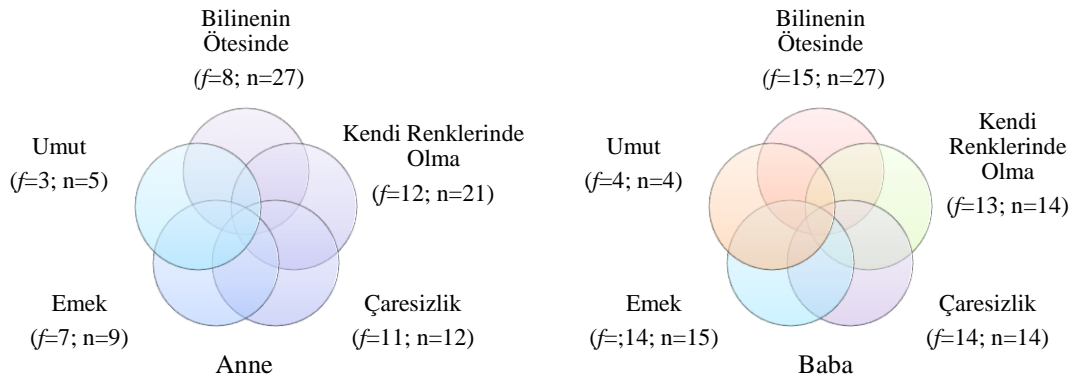 Bilinenin
Ötesinde
(f=8; n=27)
Umut
(f=3; n=5)
Kendi Renklerinde
Olma
(f=12; n=21)
Emek
(f=7; n=9)
Çaresizlik
(f=11; n=12)
Anne
Bilinenin
Ötesinde
(f=15; n=27)
Umut
(f=4; n=4)
Kendi
Renklerinde
Olma
(f=13; n=14)
Emek
(f=;14; n=15)
Çaresizlik
(f=14; n=14)
Baba